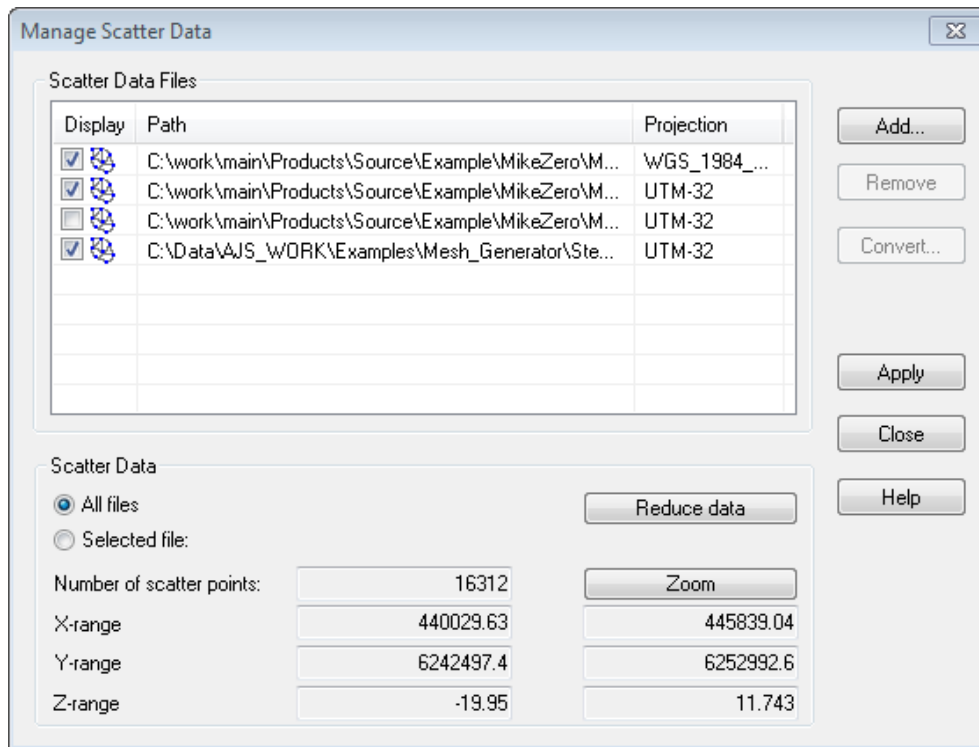 Manage Scatter Data
Scatter Data Files
Display Path Projection
C:\work\main\Products\Source\Example\MikeZero\M... WGS_1984_...
C:\work\main\Products\Source\Example\MikeZero\M... UTM-32
C:\work\main\Products\Source\Example\MikeZero\M... UTM-32
C:\Data\AJS_WORK\Examples\Mesh_Generator\Ste... UTM-32
Add...
Remove
Convert...
Apply
Close
Help
Scatter Data
All files
Reduce data
Selected file:
Number of scatter points: 16312 Zoom
X-range 440029.63 445839.04
Y-range 6242497.4 6252992.6
Z-range -19.95 11.743